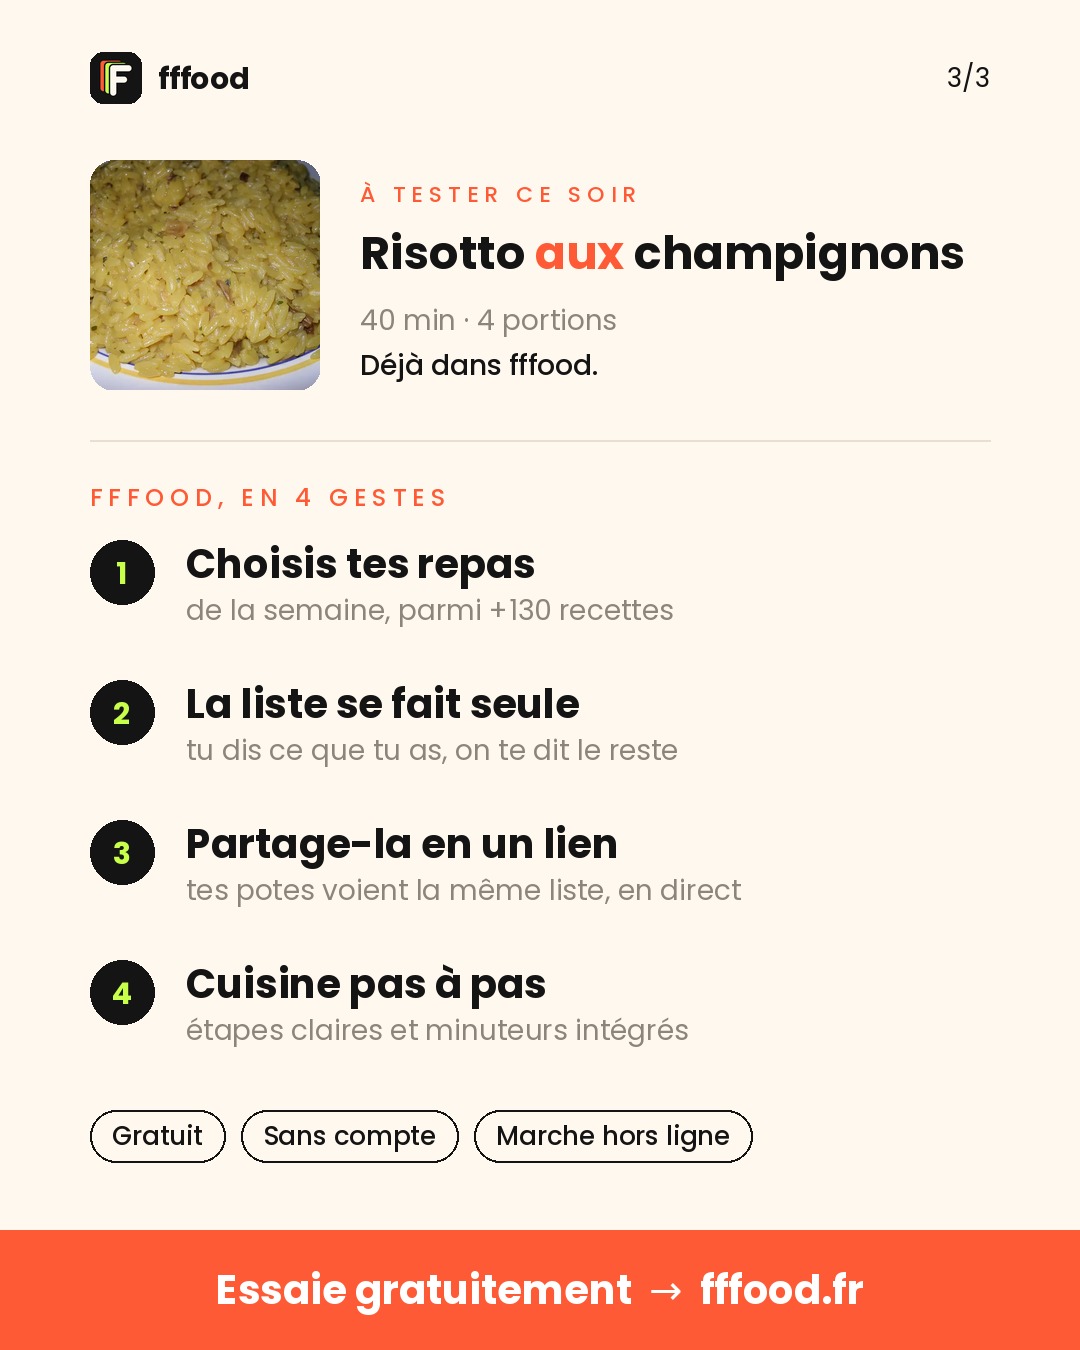 fffood
3/3
À TESTER CE SOIR
Risotto aux champignons
40 min · 4 portions
Déjà dans fffood.
FFFOOD, EN 4 GESTES
1
Choisis tes repas
de la semaine, parmi +130 recettes
2
La liste se fait seule
tu dis ce que tu as, on te dit le reste
3
Partage-la en un lien
tes potes voient la même liste, en direct
4
Cuisine pas à pas
étapes claires et minuteurs intégrés
Gratuit Sans compte Marche hors ligne
Essaie gratuitement → fffood.fr